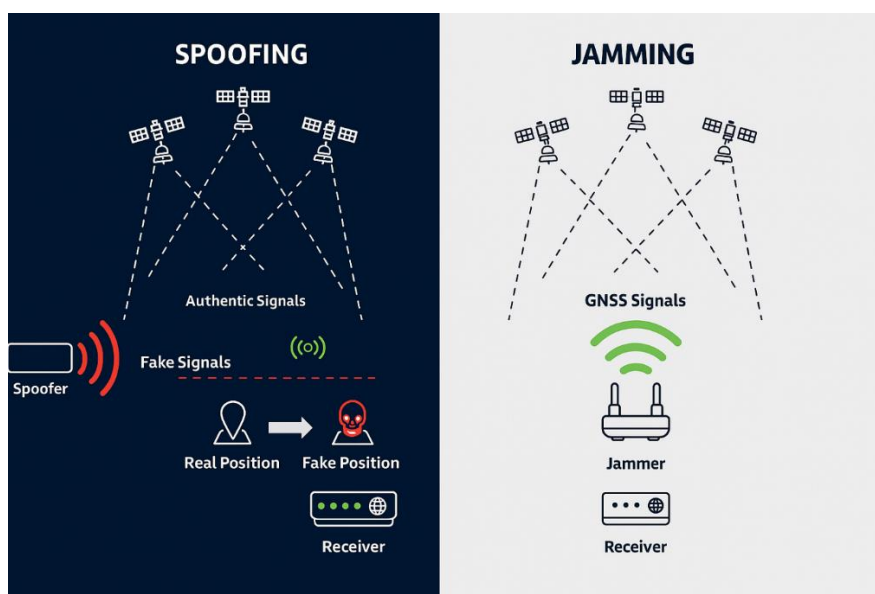 SPOOFING
Authentic Signals
Fake Signals
Spoofer
Real Position
Fake Position
Receiver
JAMMING
GNSS Signals
Jammer
Receiver